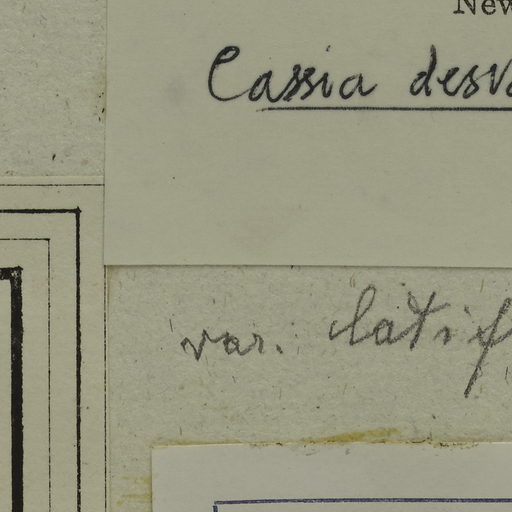 New
Cassia desv
var. latif